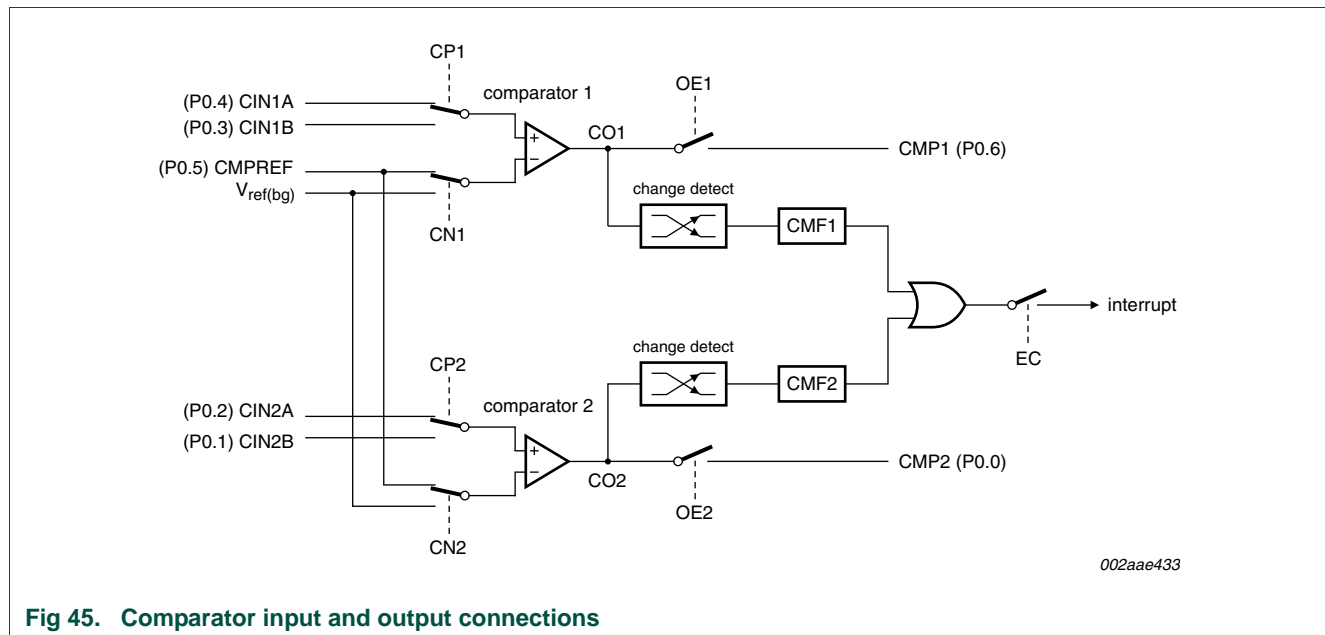 CP1
OE1
(P0.4) CIN1A
comparator 1
(P0.3) CIN1B
+
CO1
CMP1 (P0.6)
(P0.5) CMPREF
−
Vref(bg)
change detect
CN1
CMF1
interrupt
change detect
EC
CP2
CMF2
(P0.2) CIN2A
comparator 2
(P0.1) CIN2B
+
CMP2 (P0.0)
−
CO2
OE2
CN2
002aae433
Fig 45. Comparator input and output connections